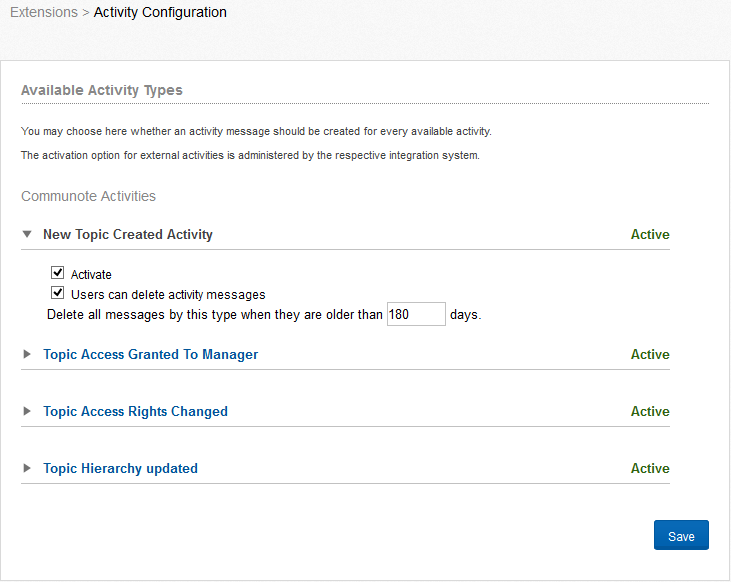 Extensions > Activity Configuration
Available Activity Types
You may choose here whether an activity message should be created for every available activity.
The activation option for external activities is administered by the respective integration system.
Communote Activities
New Topic Created Activity Active
Activate
Users can delete activity messages
Delete all messages by this type when they are older than 180 days.
Topic Access Granted To Manager Active
Topic Access Rights Changed Active
Topic Hierarchy updated Active
Save